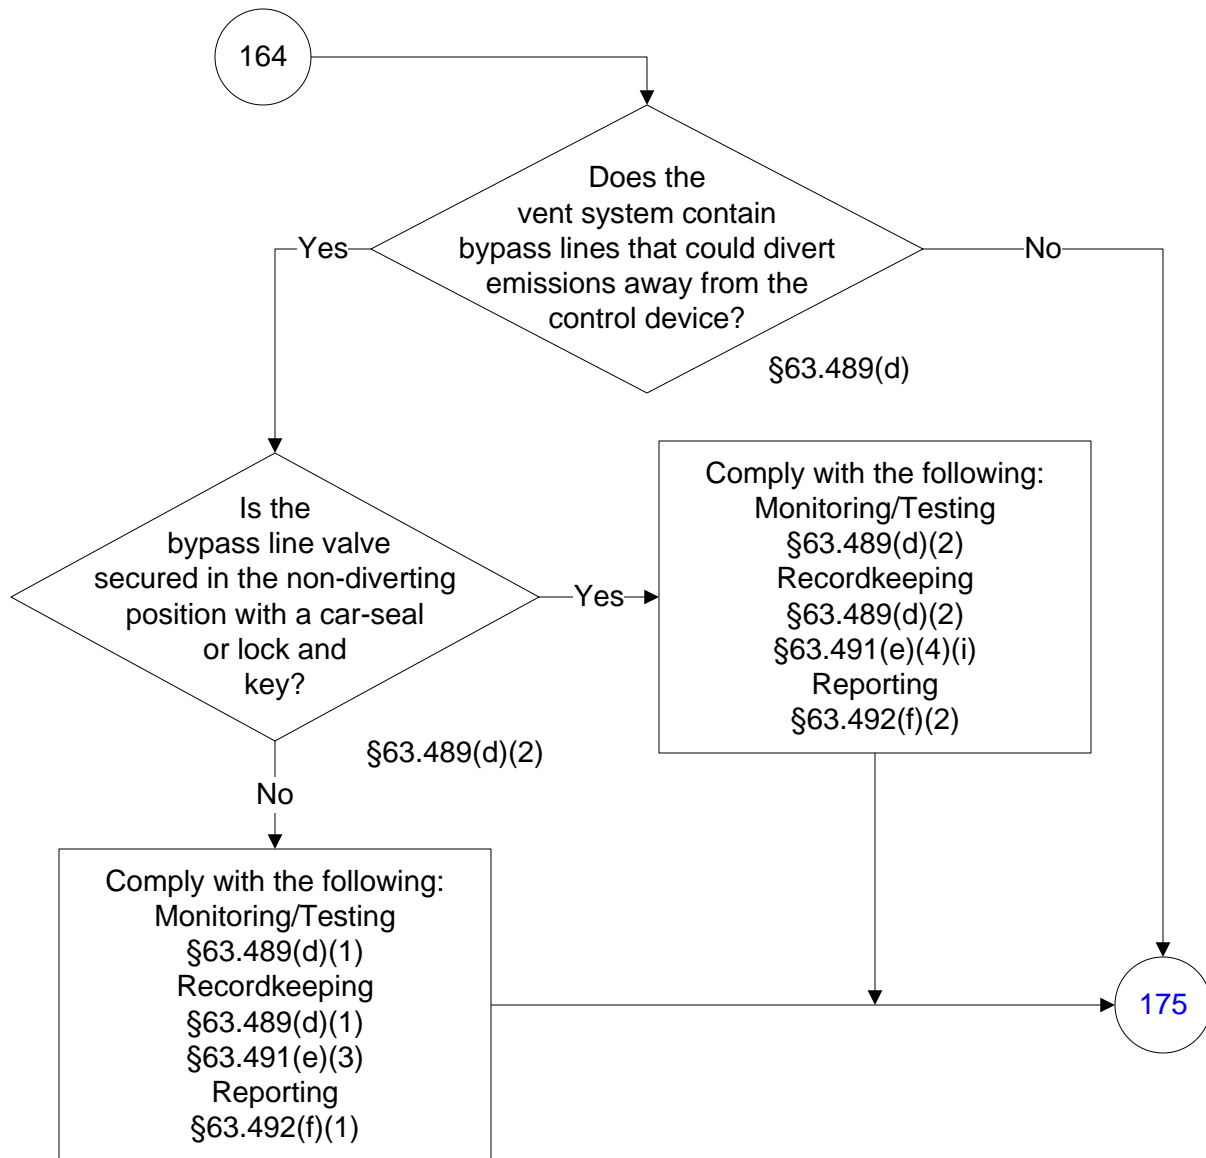 164
Does the
vent system contain
bypass lines that could divert
emissions away from the
control device?
Yes
No
§63.489(d)
Is the
bypass line valve
secured in the non-diverting
position with a car-seal
or lock and
key?
Yes
§63.489(d)(2)
No
Comply with the following:
Monitoring/Testing
§63.489(d)(2)
Recordkeeping
§63.489(d)(2)
§63.491(e)(4)(i)
Reporting
§63.492(f)(2)
Comply with the following:
Monitoring/Testing
§63.489(d)(1)
Recordkeeping
§63.489(d)(1)
§63.491(e)(3)
Reporting
§63.492(f)(1)
175